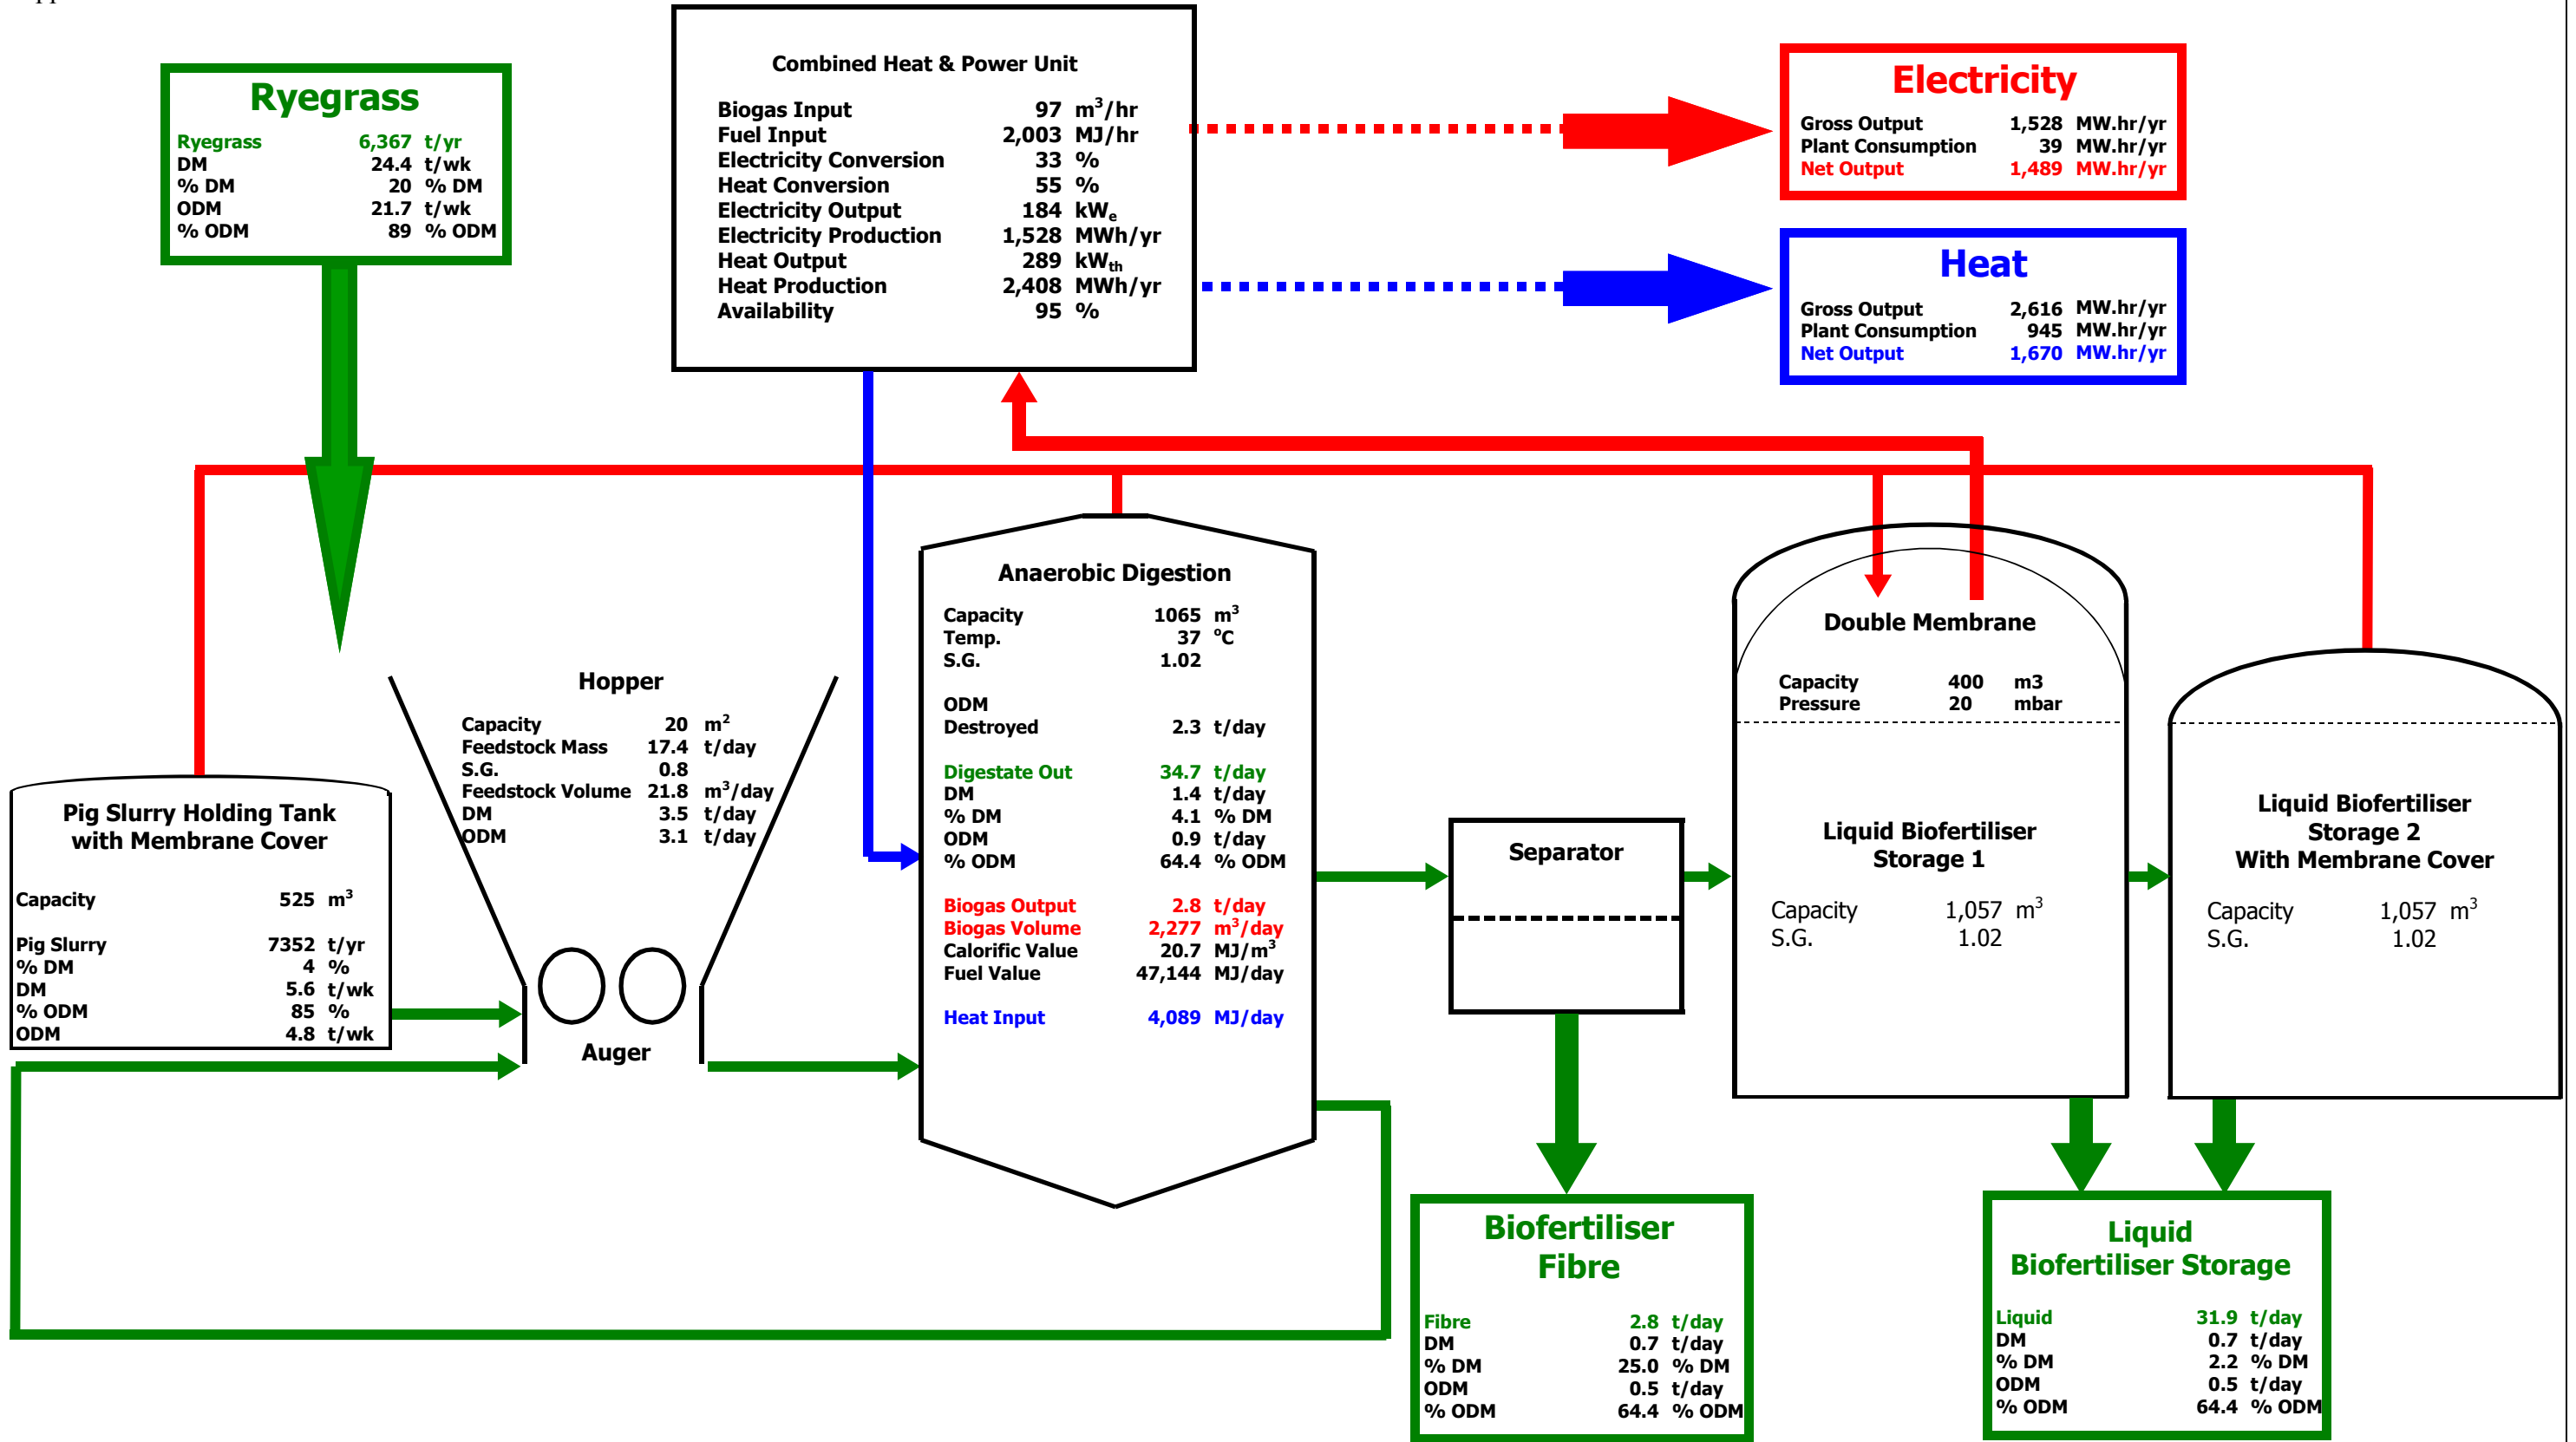 Combined Heat & Power Unit
Biogas Input 97 m³/hr
Fuel Input 2,003 MJ/hr
Electricity Conversion 33 %
Heat Conversion 55 %
Electricity Output 184 kWₑ
Electricity Production 1,528 MWh/yr
Heat Output 289 kWth
Heat Production 2,408 MWh/yr
Availability 95 %
Ryegrass
Ryegrass 6,367 t/yr
DM 24.4 t/wk
% DM 20 % DM
ODM 21.7 t/wk
% ODM 89 % ODM
Electricity
Gross Output 1,528 MW.hr/yr
Plant Consumption 39 MW.hr/yr
Net Output 1,489 MW.hr/yr
Heat
Gross Output 2,616 MW.hr/yr
Plant Consumption 945 MW.hr/yr
Net Output 1,670 MW.hr/yr
Pig Slurry Holding Tank
with Membrane Cover
Capacity 525 m³
Pig Slurry 7352 t/yr
% DM 4 %
DM 5.6 t/wk
% ODM 85 %
ODM 4.8 t/wk
Hopper
Capacity 20 m²
Feedstock Mass 17.4 t/day
S.G. 0.8
Feedstock Volume 21.8 m³/day
DM 3.5 t/day
ODM 3.1 t/day
Auger
Anaerobic Digestion
Capacity 1065 m³
Temp. 37 °C
S.G. 1.02
ODM
Destroyed 2.3 t/day
Digestate Out 34.7 t/day
DM 1.4 t/day
% DM 4.1 % DM
ODM 0.9 t/day
% ODM 64.4 % ODM
Biogas Output 2.8 t/day
Biogas Volume 2,277 m³/day
Calorific Value 20.7 MJ/m³
Fuel Value 47,144 MJ/day
Heat Input 4,089 MJ/day
Separator
Double Membrane
Capacity 400 m3
Pressure 20 mbar
Liquid Biofertiliser
Storage 1
Capacity 1,057 m³
S.G. 1.02
Liquid Biofertiliser
Storage 2
With Membrane Cover
Capacity 1,057 m³
S.G. 1.02
Biofertiliser
Fibre
Fibre 2.8 t/day
DM 0.7 t/day
% DM 25.0 % DM
ODM 0.5 t/day
% ODM 64.4 % ODM
Liquid
Biofertiliser Storage
Liquid 31.9 t/day
DM 0.7 t/day
% DM 2.2 % DM
ODM 0.5 t/day
% ODM 64.4 % ODM